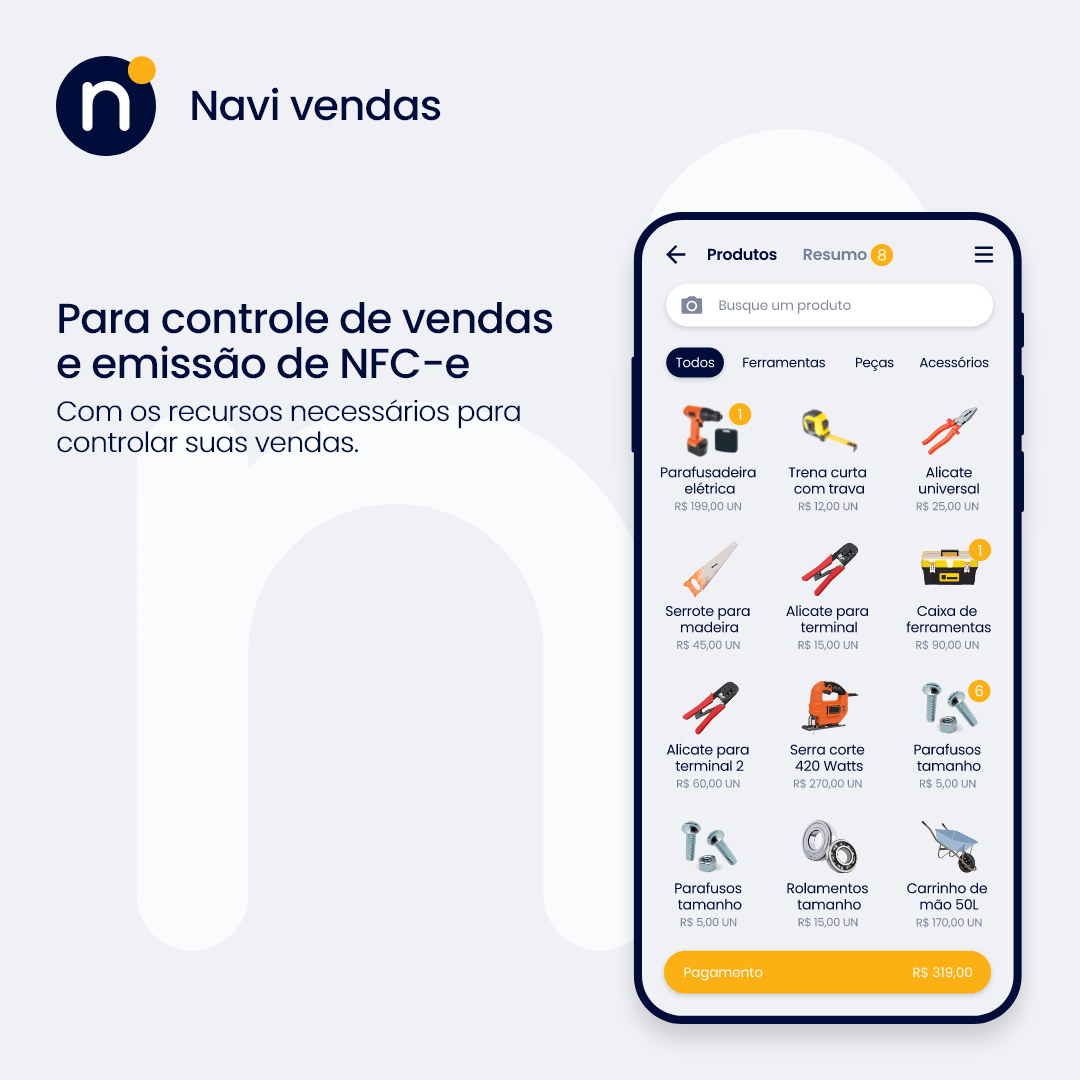 n
Navi vendas
Para controle de vendas
e emissão de NFC-e
Com os recursos necessários para
controlar suas vendas.
Produtos Resumo 8
Busque um produto
Todos Ferramentas Peças Acessórios
1
Parafusadeira
elétrica
R$ 199,00 UN
Trena curta
com trava
R$ 12,00 UN
Alicate
universal
R$ 25,00 UN
Serrote para
madeira
R$ 45,00 UN
Alicate para
terminal
R$ 15,00 UN
1
Caixa de
ferramentas
R$ 90,00 UN
Alicate para
terminal 2
R$ 60,00 UN
Serra corte
420 Watts
R$ 270,00 UN
6
Parafusos
tamanho
R$ 5,00 UN
Parafusos
tamanho
R$ 5,00 UN
Rolamentos
tamanho
R$ 15,00 UN
Carrinho de
mão 50L
R$ 170,00 UN
Pagamento R$ 319,00